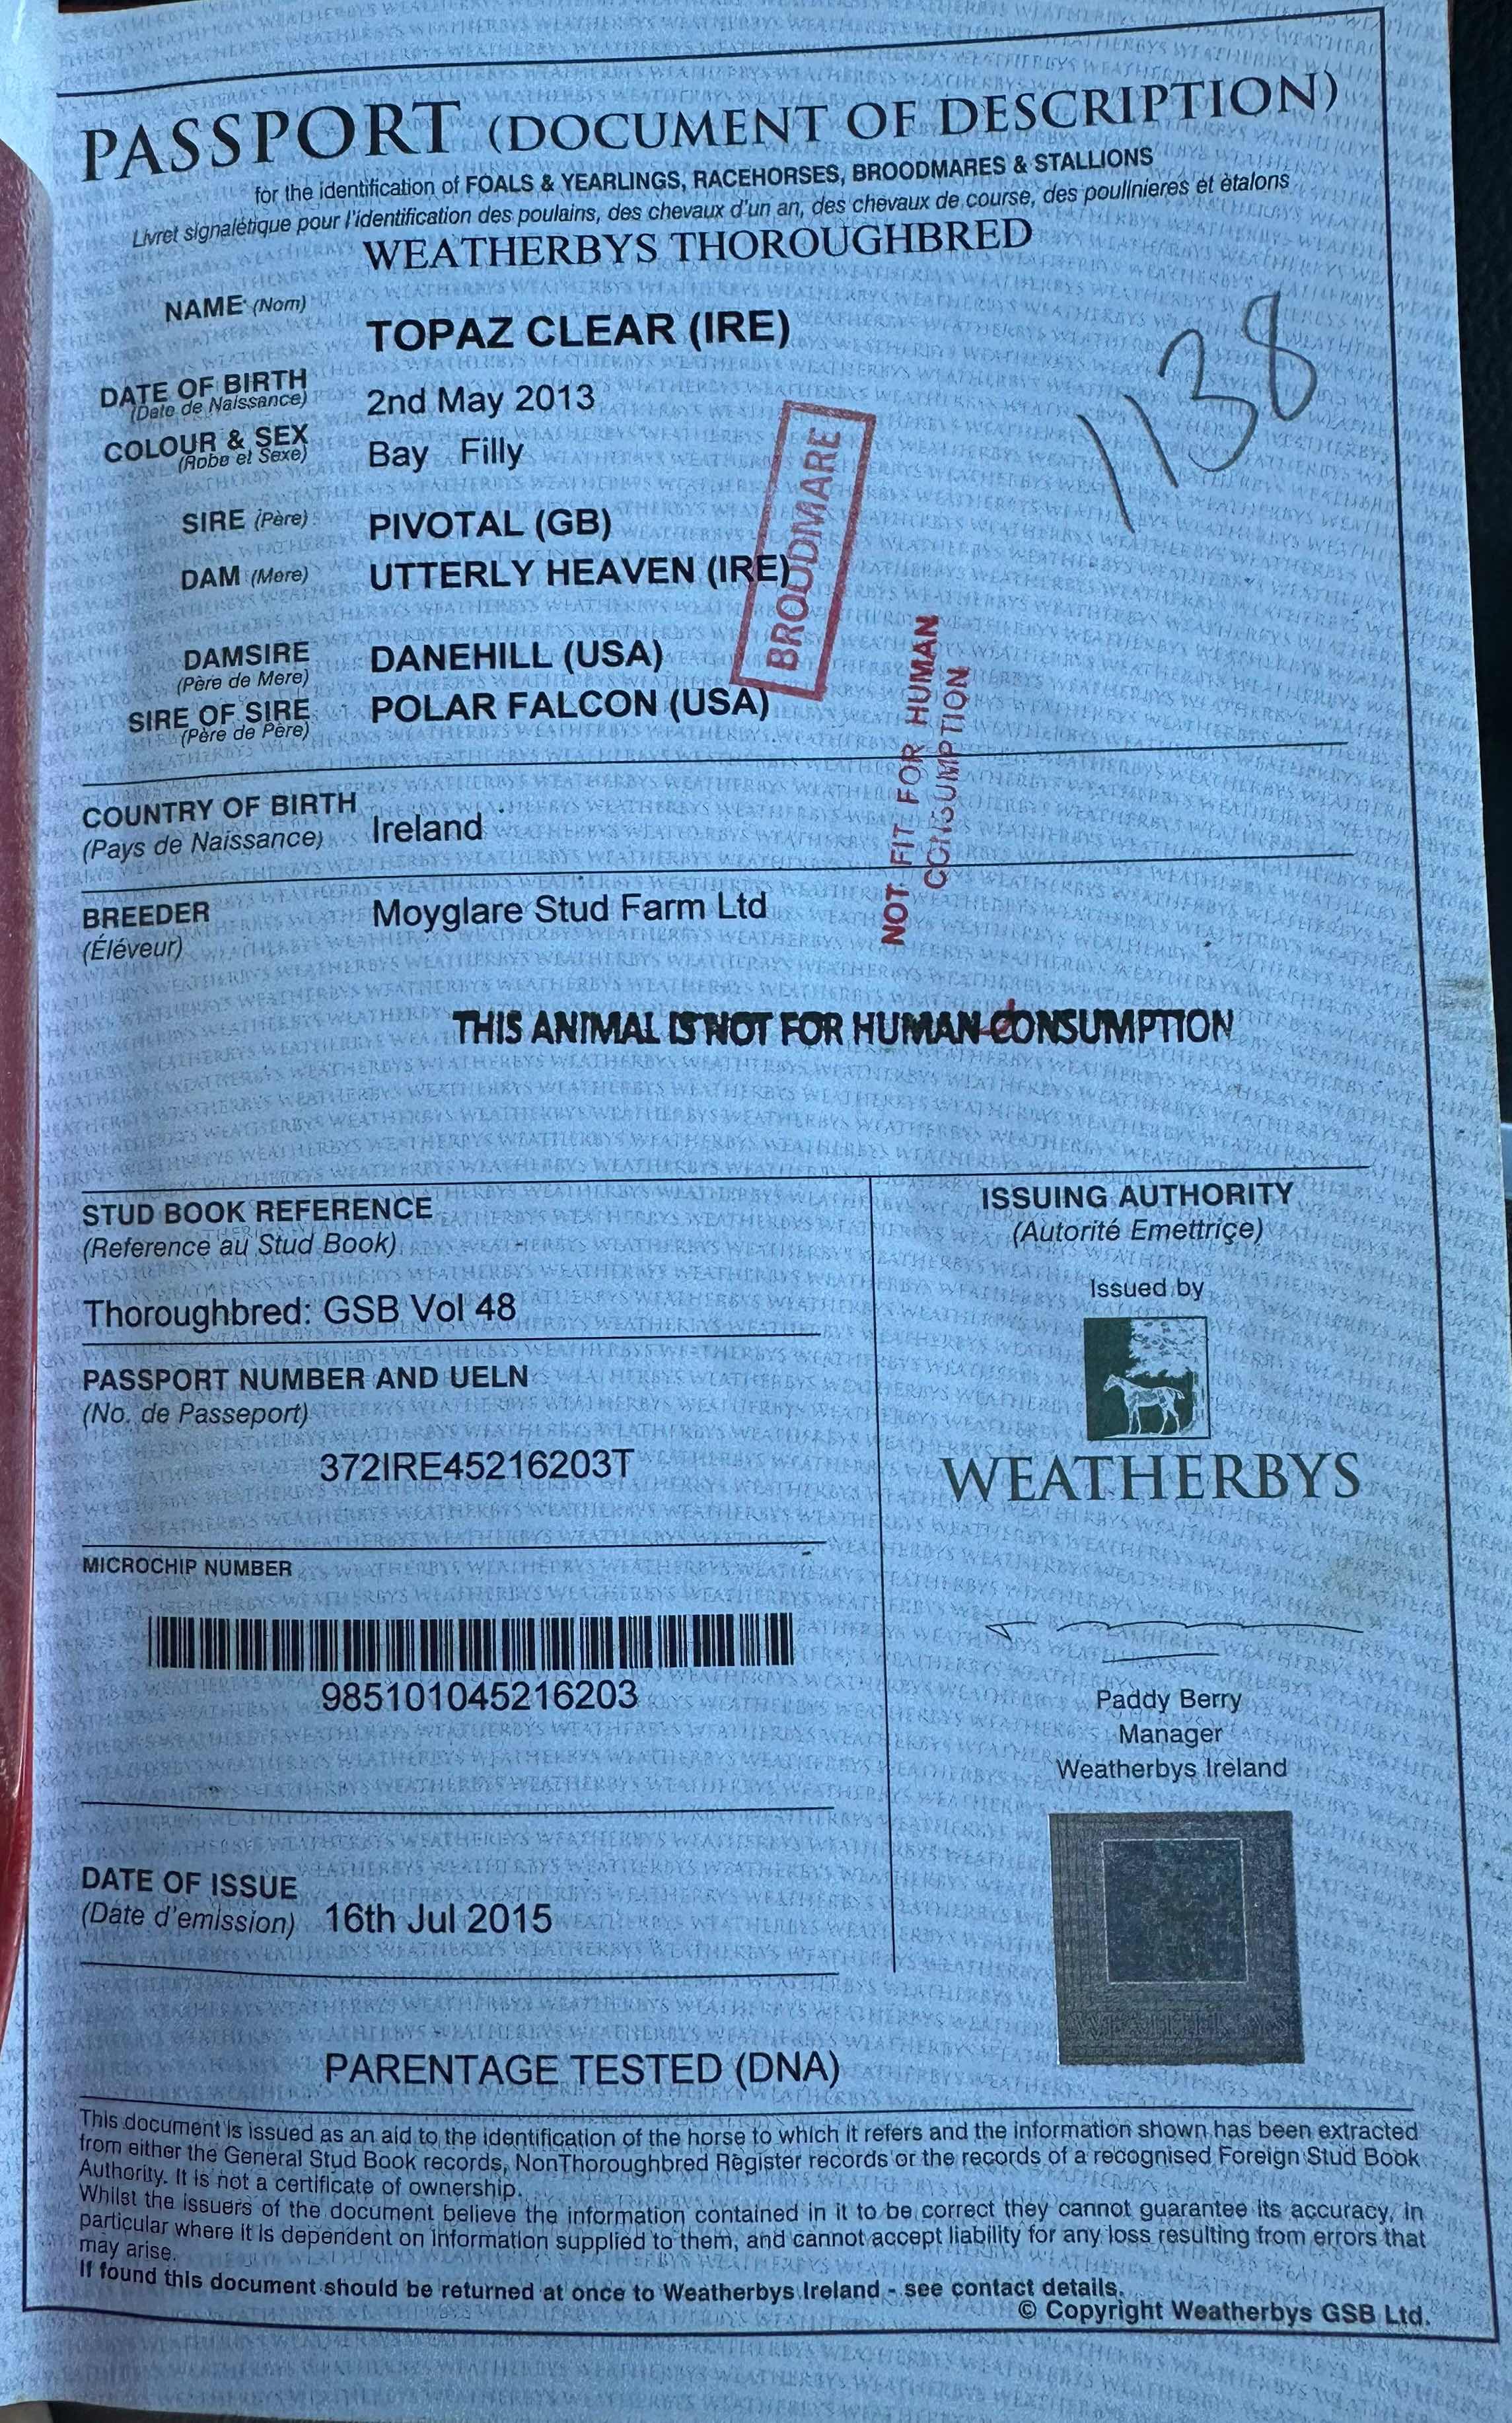 PASSPORT (DOCUMENT OF DESCRIPTION)
for the identification of FOALS & YEARLINGS, RACEHORSES, BROODMARES & STALLIONS
Livret signalétique pour l'identification des poulains, des chevaux d'un an, des chevaux de course, des poulinieres et ètalons
WEATHERBYS THOROUGHBRED
NAME (Nom)
TOPAZ CLEAR (IRE)
1138
DATE OF BIRTH
(Date de Naissance)
2nd May 2013
COLOUR & SEX
(Robe et Sexe)
Bay Filly
BROODMARE
SIRE (Père)
PIVOTAL (GB)
DAM (Mere)
UTTERLY HEAVEN (IRE)
DAMSIRE
(Père de Mere)
DANEHILL (USA)
SIRE OF SIRE
(Père de Père)
POLAR FALCON (USA)
NOT FIT FOR HUMAN
CONSUMPTION
COUNTRY OF BIRTH
(Pays de Naissance)
Ireland
BREEDER
(Éléveur)
Moyglare Stud Farm Ltd
THIS ANIMAL IS NOT FOR HUMAN CONSUMPTION
STUD BOOK REFERENCE
(Reference au Stud Book)
Thoroughbred: GSB Vol 48
PASSPORT NUMBER AND UELN
(No. de Passeport)
372IRE45216203T
MICROCHIP NUMBER
985101045216203
DATE OF ISSUE
(Date d'emission)
16th Jul 2015
ISSUING AUTHORITY
(Autorité Emettriçe)
Issued by
WEATHERBYS
Paddy Berry
Manager
Weatherbys Ireland
WEATHERBYS
PARENTAGE TESTED (DNA)
This document is issued as an aid to the identification of the horse to which it refers and the information shown has been extracted
from either the General Stud Book records, NonThoroughbred Register records or the records of a recognised Foreign Stud Book
Authority. It is not a certificate of ownership.
Whilst the issuers of the document believe the information contained in it to be correct they cannot guarantee its accuracy, in
particular where it is dependent on information supplied to them, and cannot accept liability for any loss resulting from errors that
may arise.
If found this document should be returned at once to Weatherbys Ireland - see contact details.
© Copyright Weatherbys GSB Ltd.